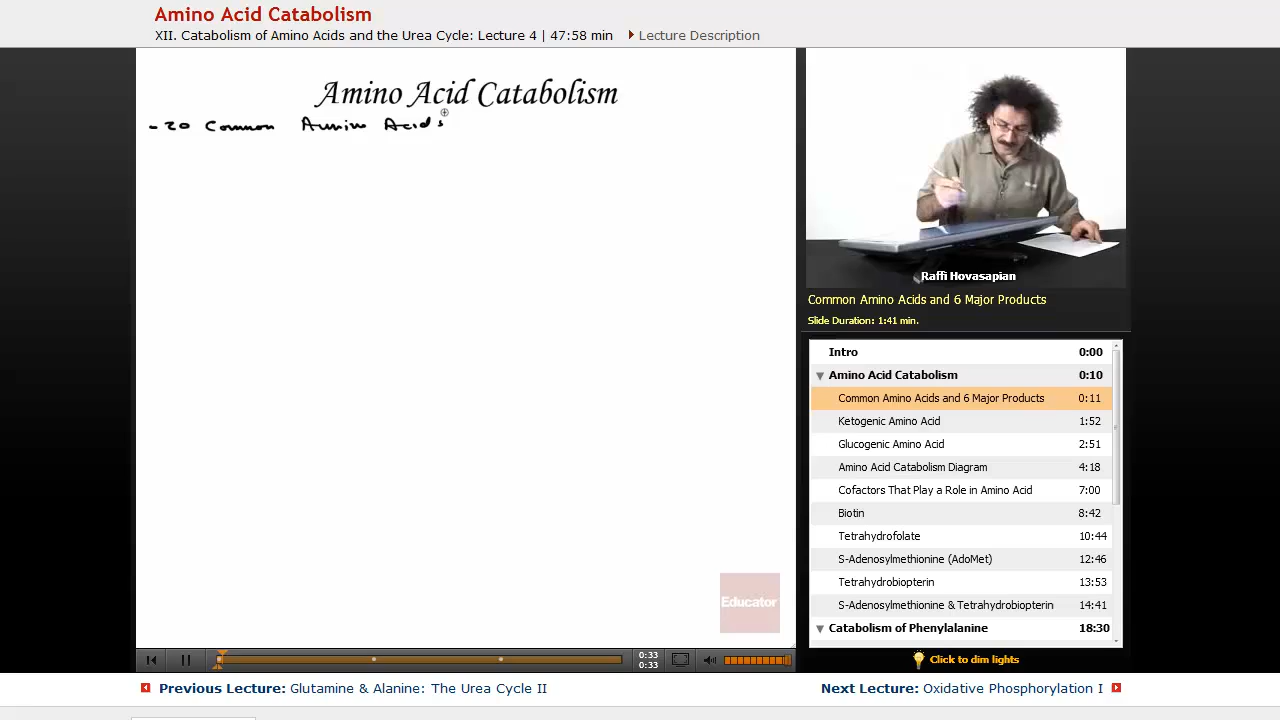 Amino Acid Catabolism
XII. Catabolism of Amino Acids and the Urea Cycle: Lecture 4 | 47:58 min Lecture Description
Amino Acid Catabolism
- 20 Common Amino Acids
Educator
Raffi Hovasapian
Common Amino Acids and 6 Major Products
Slide Duration: 1:41 min.
Intro 0:00
Amino Acid Catabolism 0:10
Common Amino Acids and 6 Major Products 0:11
Ketogenic Amino Acid 1:52
Glucogenic Amino Acid 2:51
Amino Acid Catabolism Diagram 4:18
Cofactors That Play a Role in Amino Acid 7:00
Biotin 8:42
Tetrahydrofolate 10:44
S-Adenosylmethionine (AdoMet) 12:46
Tetrahydrobiopterin 13:53
S-Adenosylmethionine & Tetrahydrobiopterin 14:41
Catabolism of Phenylalanine 18:30
0:33
0:33
Click to dim lights
Previous Lecture: Glutamine & Alanine: The Urea Cycle II
Next Lecture: Oxidative Phosphorylation I